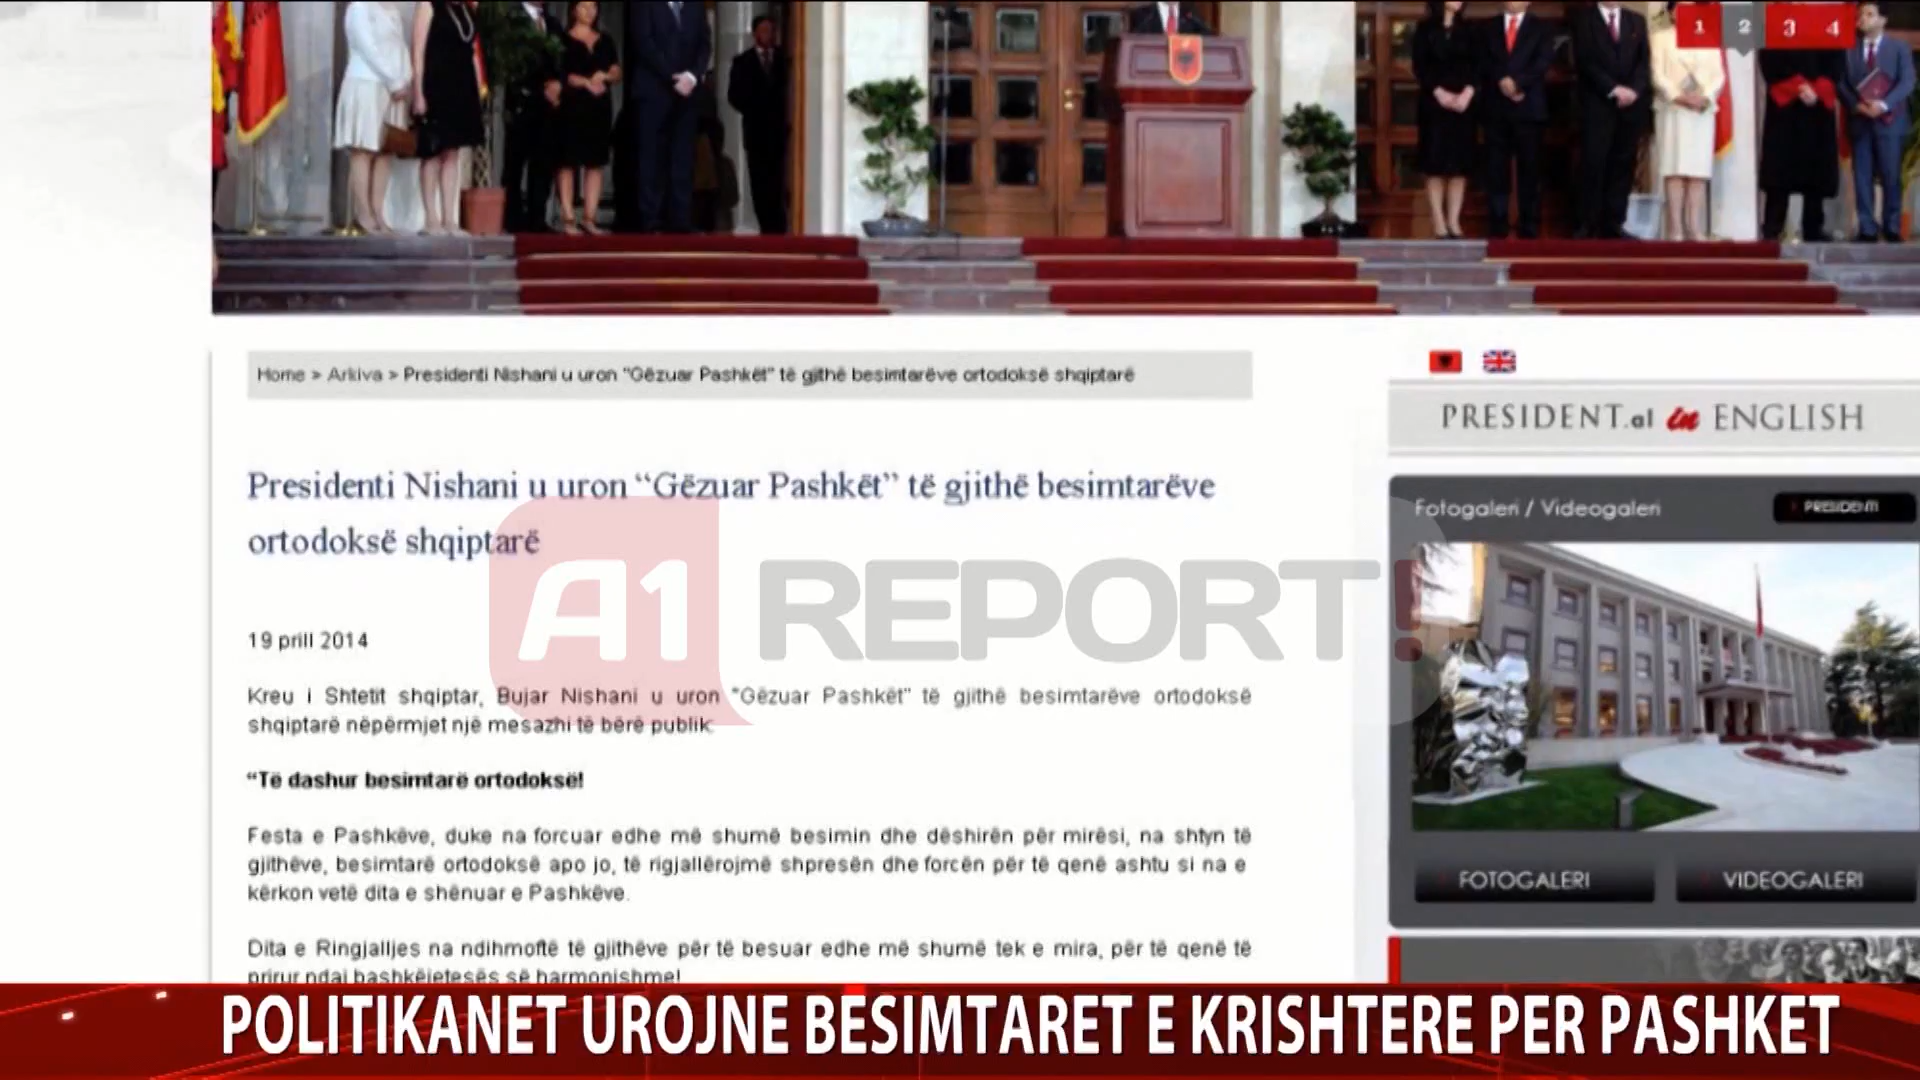 1 2 3 4
Home » Arkiva » Presidenti Nishani u uron "Gëzuar Pashkët" të gjithë besimtarëve ortodoksë shqiptarë
PRESIDENT.al in ENGLISH
Presidenti Nishani u uron “Gëzuar Pashkët” të gjithë besimtarëve
ortodoksë shqiptarë
Fotogaleri / Videogaleri
PRESIDENTI
A1 REPORT!
19 prill 2014
Kreu i Shtetit shqiptar, Bujar Nishani u uron "Gëzuar Pashkët" të gjithë besimtarëve ortodoksë
shqiptarë nëpërmjet një mesazhi të bërë publik:
“Të dashur besimtarë ortodoksë!
Festa e Pashkëve, duke na forcuar edhe më shumë besimin dhe dëshirën për mirësi, na shtyn të
gjithëve, besimtarë ortodoksë apo jo, të rigjallërojmë shpresën dhe forcën për të qenë ashtu si na e
kërkon vetë dita e shënuar e Pashkëve.
FOTOGALERI
VIDEOGALERI
Dita e Ringjalljes na ndihmoftë të gjithëve për të besuar edhe më shumë tek e mira, për të qenë të
prirur ndaj bashkëjetesës së harmonishme!
POLITIKANET UROJNE BESIMTARET E KRISHTERE PER PASHKET